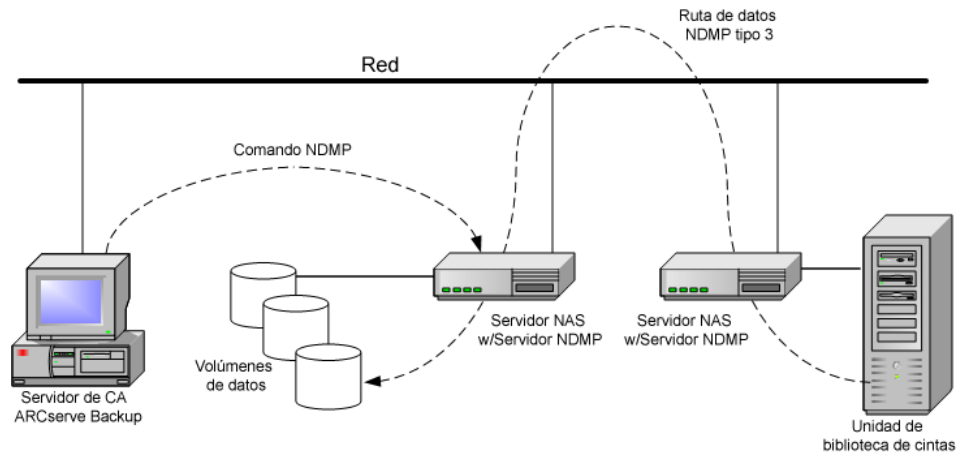 Ruta de datos
NDMP tipo 3
Red
Comando NDMP
Servidor NAS
w/Servidor NDMP
Servidor NAS
w/Servidor NDMP
Volúmenes
de datos
Servidor de CA
ARCserve Backup
Unidad de
biblioteca de cintas